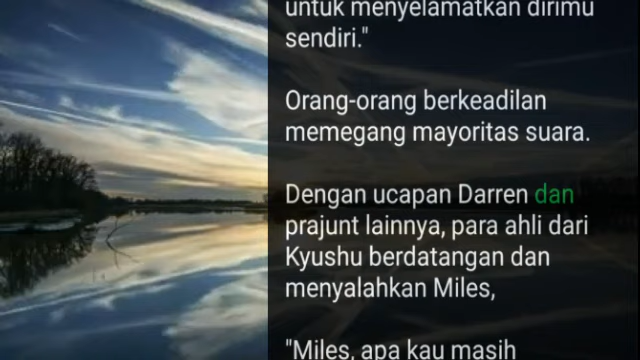 untuk menyelamatkan dirimu
sendiri."
Orang-orang berkeadilan
memegang mayoritas suara.
Dengan ucapan Darren dan
prajunt lainnya, para ahli dari
Kyushu berdatangan dan
menyalahkan Miles,
"Miles, apa kau masih